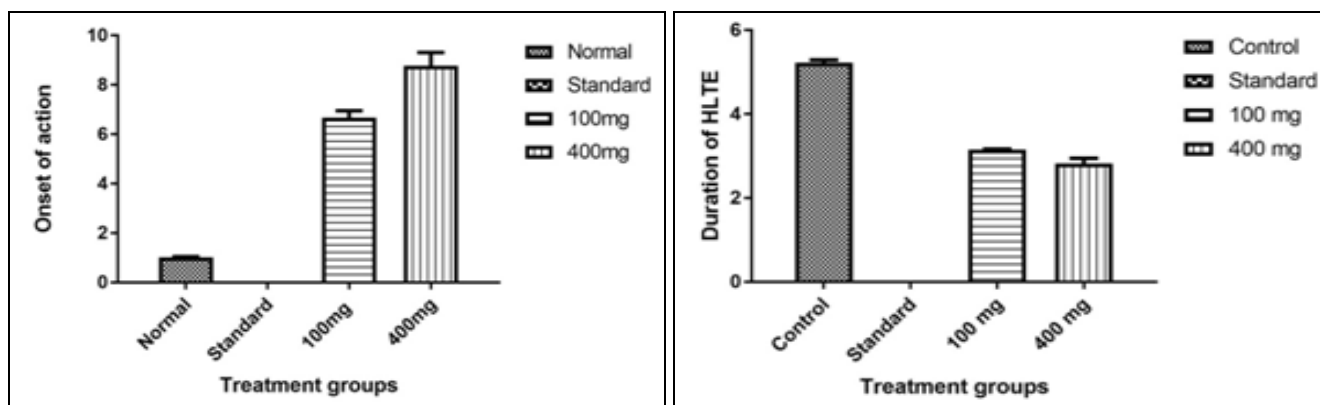 10
8
6
4
2
0
Onset of action
Normal
Standard
100mg
400mg
Treatment groups
Normal
Standard
100mg
400mg
6
4
2
0
Duration of HLTE
Control
Standard
100 mg
400 mg
Treatment groups
Control
Standard
100 mg
400 mg